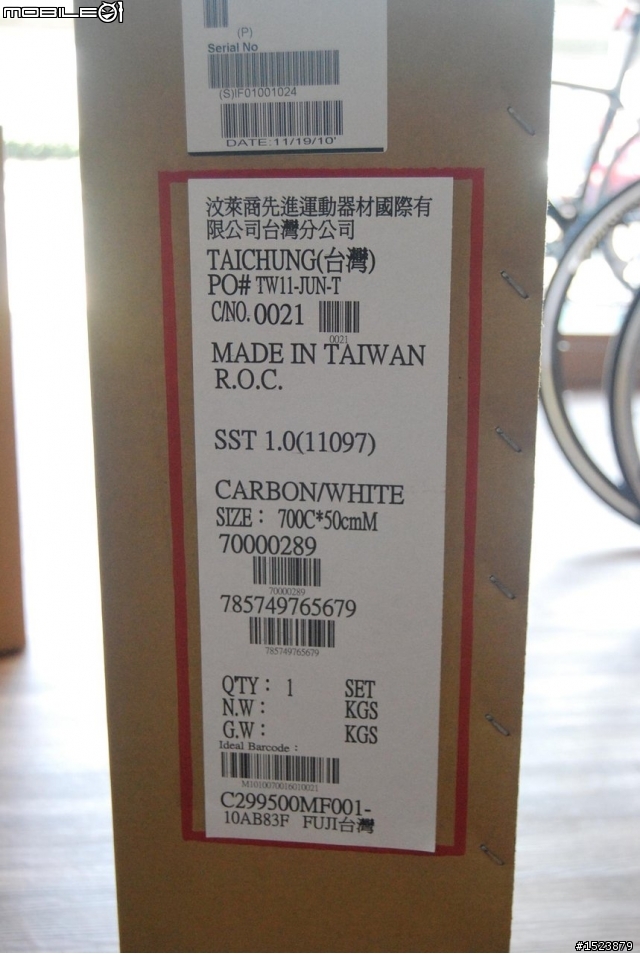 MOBILE01
(P)
Serial No
(S)IF01001024
DATE:11/19/10'
汶萊商先進運動器材國際有
限公司台灣分公司
TAICHUNG(台灣)
PO# TW11-JUN-T
C/NO. 0021
0021
MADE IN TAIWAN
R.O.C.
SST 1.0(11097)
CARBON/WHITE
SIZE： 700C*50cmM
70000289
70000289
785749765679
785749765679
Q'TY： 1 SET
N.W： KGS
G.W： KGS
Ideal Barcode：
M1010070016010021
C299500MF001-
10AB83F FUJI台灣
#1523879